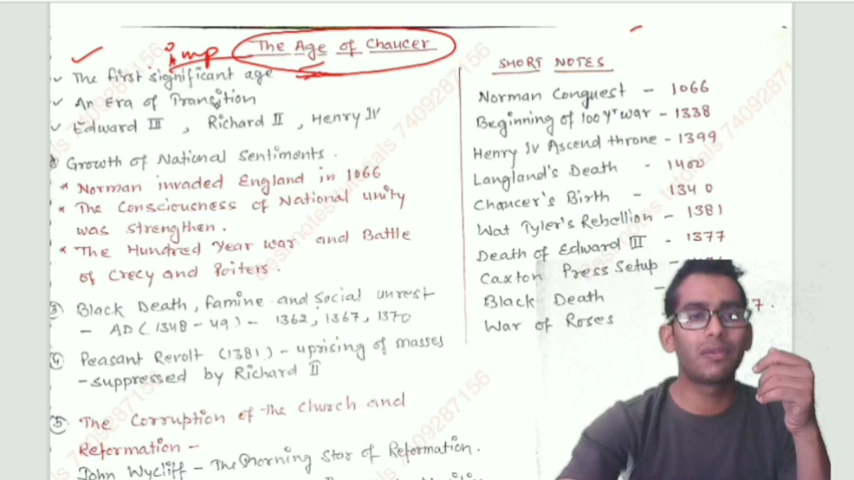 imp The Age of Chaucer
The first significant age
An Era of Transition
Edward III , Richard II , Henry IV
Growth of National Sentiments.
* Norman invaded England in 1066
* The Consciousness of National unity
was strengthen.
* The Hundred Year war and Battle
of Crecy and Poiters.
③ Black Death, famine and social unrest
- AD (1348-49) - 1362, 1367, 1370
④ Peasant Revolt (1381) - uprising of masses
- suppressed by Richard II
⑤ The Corruption of the church and
Reformation -
John Wycliff - The Morning Star of Reformation.
SHORT NOTES
Norman Conquest - 1066
Beginning of 100 Yr war - 1338
Henry IV Ascend throne - 1399
Langland's Death - 1400
Chaucer's Birth - 1340
Wat Tyler's Rebellion - 1381
Death of Edward III - 1377
Caxton Press Setup -
Black Death -
War of Roses
7409287156